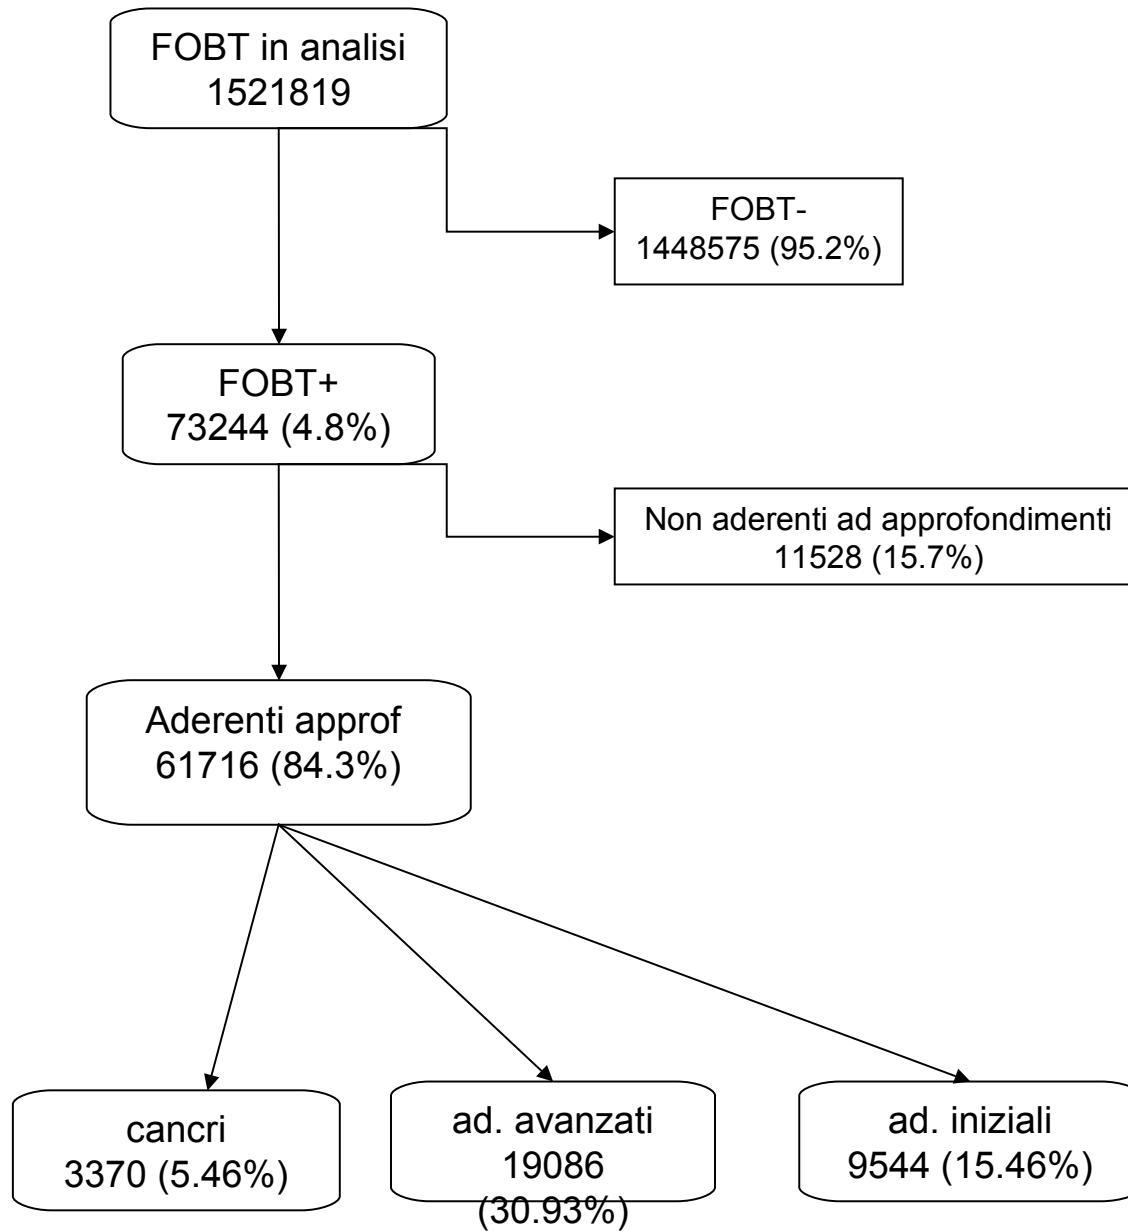 FOBT in analisi
1521819
FOBT-
1448575 (95.2%)
FOBT+
73244 (4.8%)
Non aderenti ad approfondimenti
11528 (15.7%)
Aderenti approf
61716 (84.3%)
cancri
3370 (5.46%)
ad. avanzati
19086
(30.93%)
ad. iniziali
9544 (15.46%)